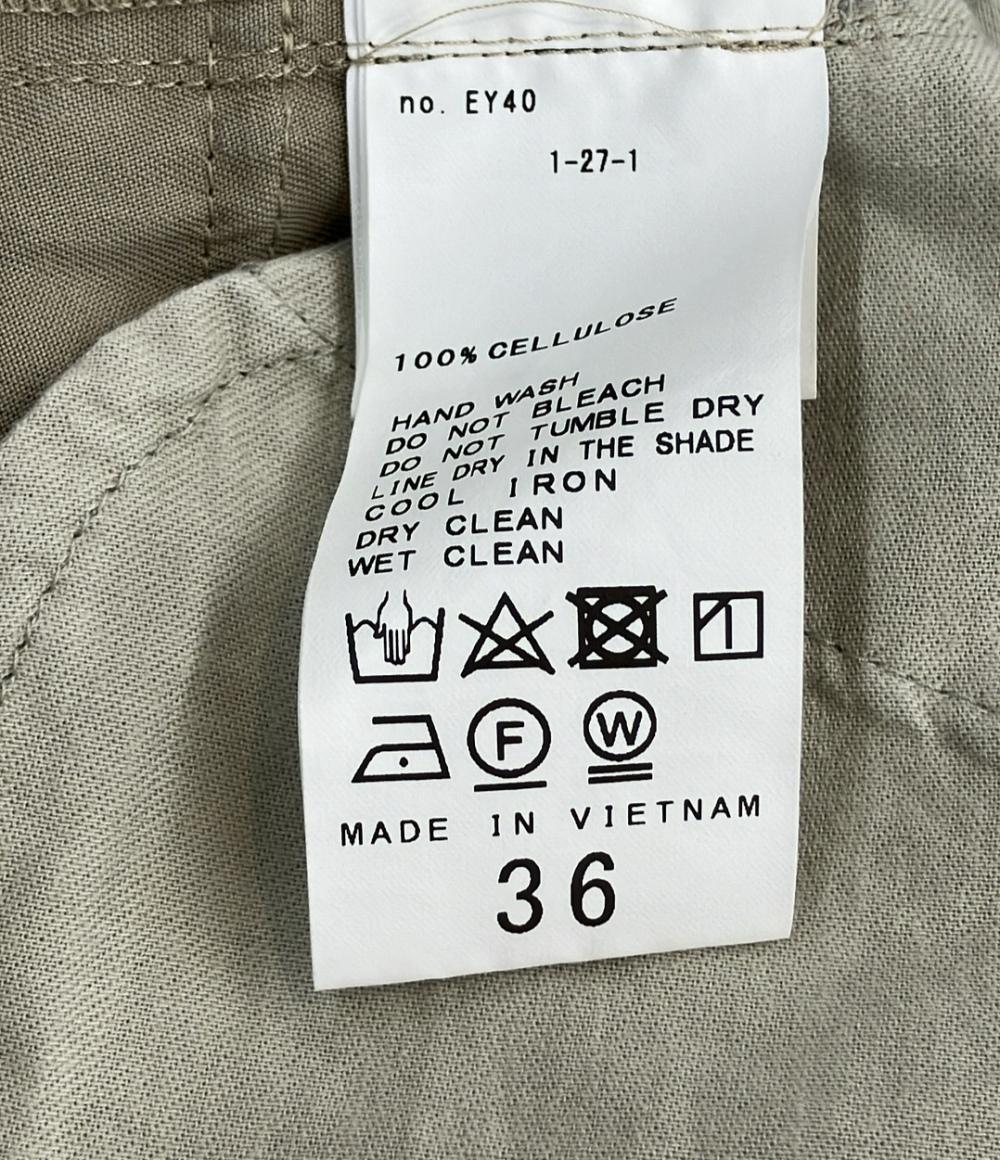 no. EY40
1-27-1
100% CELLULOSE
HAND WASH
DO NOT BLEACH
DO NOT TUMBLE DRY
LINE DRY IN THE SHADE
COOL IRON
DRY CLEAN
WET CLEAN
F W
MADE IN VIETNAM
36